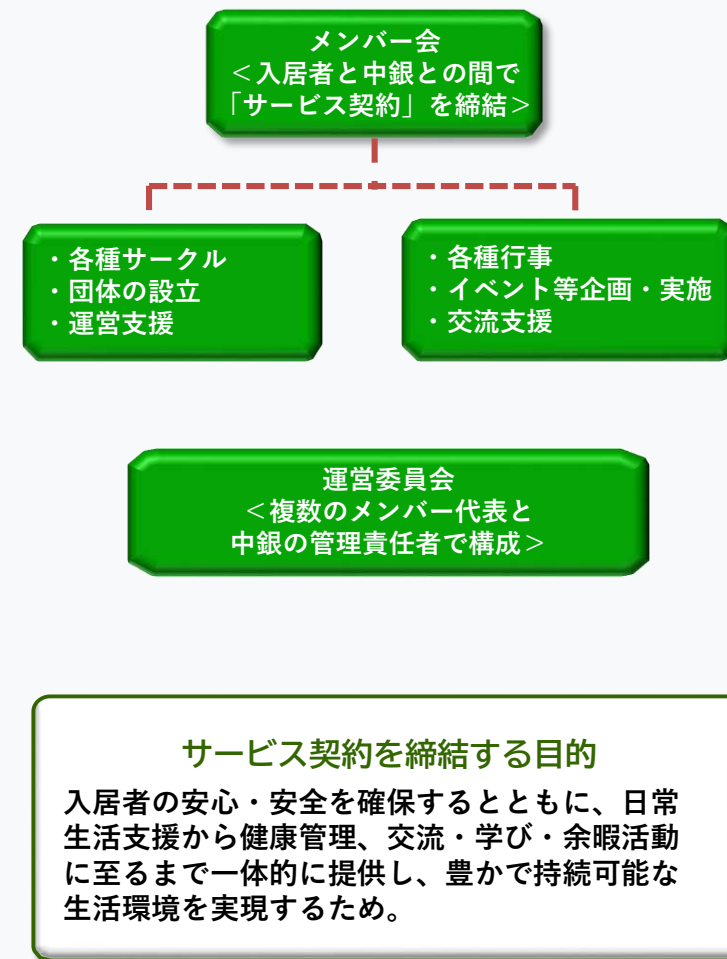 メンバー会
＜入居者と中銀との間で
「サービス契約」を締結＞
・各種サークル
・団体の設立
・運営支援
・各種行事
・イベント等企画・実施
・交流支援
運営委員会
＜複数のメンバー代表と
中銀の管理責任者で構成＞
サービス契約を締結する目的
入居者の安心・安全を確保するとともに、日常
生活支援から健康管理、交流・学び・余暇活動
に至るまで一体的に提供し、豊かで持続可能な
生活環境を実現するため。